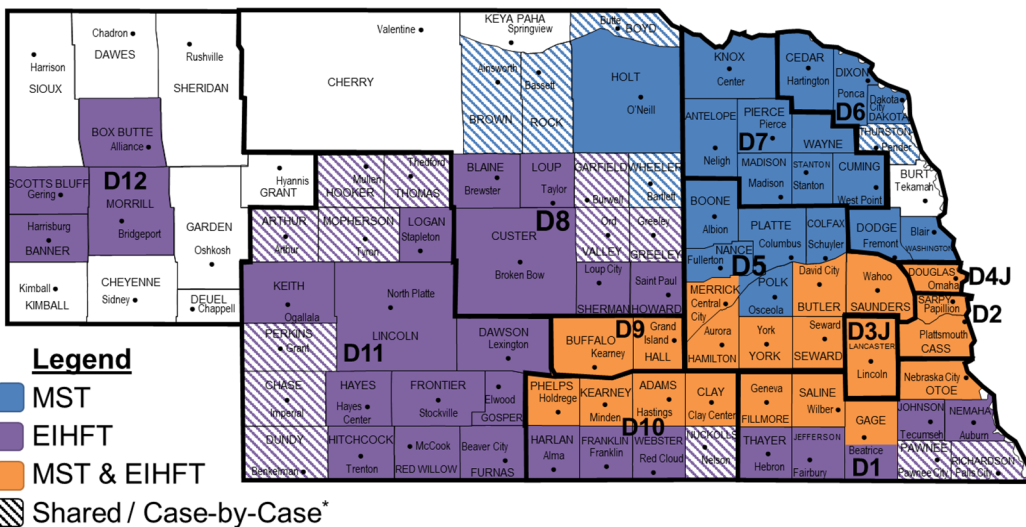 Chadron
DAWES
Harrison
SIOUX
Rushville
SHERIDAN
BOX BUTTE
Alliance
SCOTTS BLUFF
Gering
D12
MORRILL
Bridgeport
Harrisburg
BANNER
Kimball
KIMBALL
CHEYENNE
Sidney
GARDEN
Oshkosh
DEUEL
Chappell
Valentine
CHERRY
KEYA PAHA
Springview
Butte
BOYD
Ainsworth
BROWN
Bassett
ROCK
HOLT
O'Neill
Hyannis
GRANT
Mullen
HOOKER
Thedford
THOMAS
BLAINE
Brewster
LOUP
Taylor
GARFIELD
Burwell
WHEELER
Bartlett
ARTHUR
Arthur
MCPHERSON
Tyron
LOGAN
Stapleton
D8
CUSTER
Broken Bow
Ord
VALLEY
Greeley
GREELEY
Loup City
SHERMAN
Saint Paul
HOWARD
KNOX
Center
CEDAR
Hartington
DIXON
Ponca
D6
Dakota
City
DAKOTA
ANTELOPE
Neligh
PIERCE
Pierce
D7
WAYNE
THURSTON
Pender
MADISON
Madison
STANTON
Stanton
CUMING
West Point
BURT
Tekamah
BOONE
Albion
PLATTE
Columbus
COLFAX
Schuyler
DODGE
Fremont
Blair
WASHINGTON
NANCE
Fullerton
D5
MERRICK
Central
City
POLK
Osceola
David City
BUTLER
Wahoo
SAUNDERS
DOUGLAS
Omaha
D4J
SARPY
Papillion
D2
Plattsmouth
CASS
KEITH
Ogallala
North Platte
LINCOLN
D11
PERKINS
Grant
DAWSON
Lexington
D9
BUFFALO
Kearney
Grand
Island
HALL
Aurora
HAMILTON
York
YORK
Seward
SEWARD
D3J
LANCASTER
Lincoln
Nebraska City
OTOE
CHASE
Imperial
HAYES
Hayes
Center
FRONTIER
Stockville
Elwood
GOSPER
PHELPS
Holdrege
KEARNEY
Minden
ADAMS
Hastings
D10
CLAY
Clay Center
Geneva
FILLMORE
SALINE
Wilber
GAGE
Beatrice
D1
JOHNSON
Tecumseh
NEMAHA
Auburn
DUNDY
Benkelman
HITCHCOCK
Trenton
McCook
RED WILLOW
Beaver City
FURNAS
HARLAN
Alma
FRANKLIN
Franklin
WEBSTER
Red Cloud
NUCKOLLS
Nelson
THAYER
Hebron
JEFFERSON
Fairbury
PAWNEE
Pawnee City
RICHARDSON
Falls City
Legend
MST
EIHFT
MST & EIHFT
Shared / Case-by-Case*